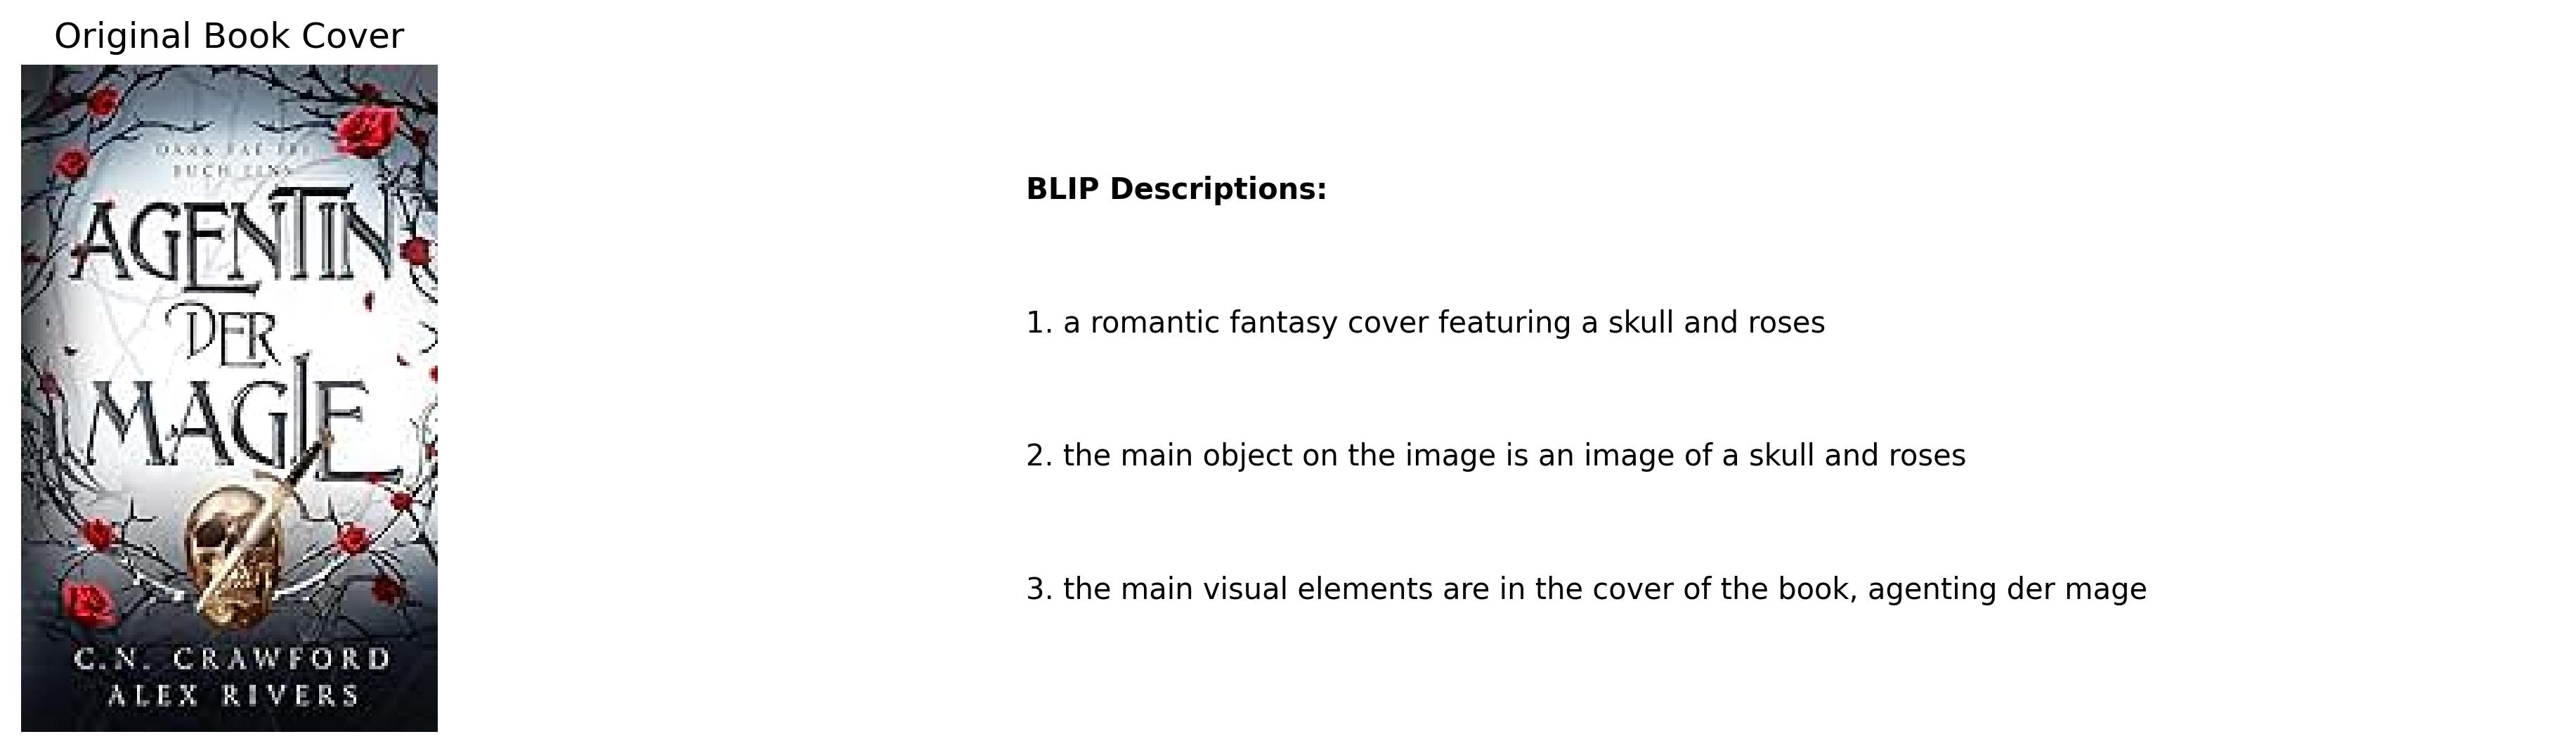 Original Book Cover
DARK FAE FBI
BUCH EINS
AGENTIN
DER
MAGIE
C.N. CRAWFORD
ALEX RIVERS
BLIP Descriptions:
1. a romantic fantasy cover featuring a skull and roses
2. the main object on the image is an image of a skull and roses
3. the main visual elements are in the cover of the book, agenting der mage